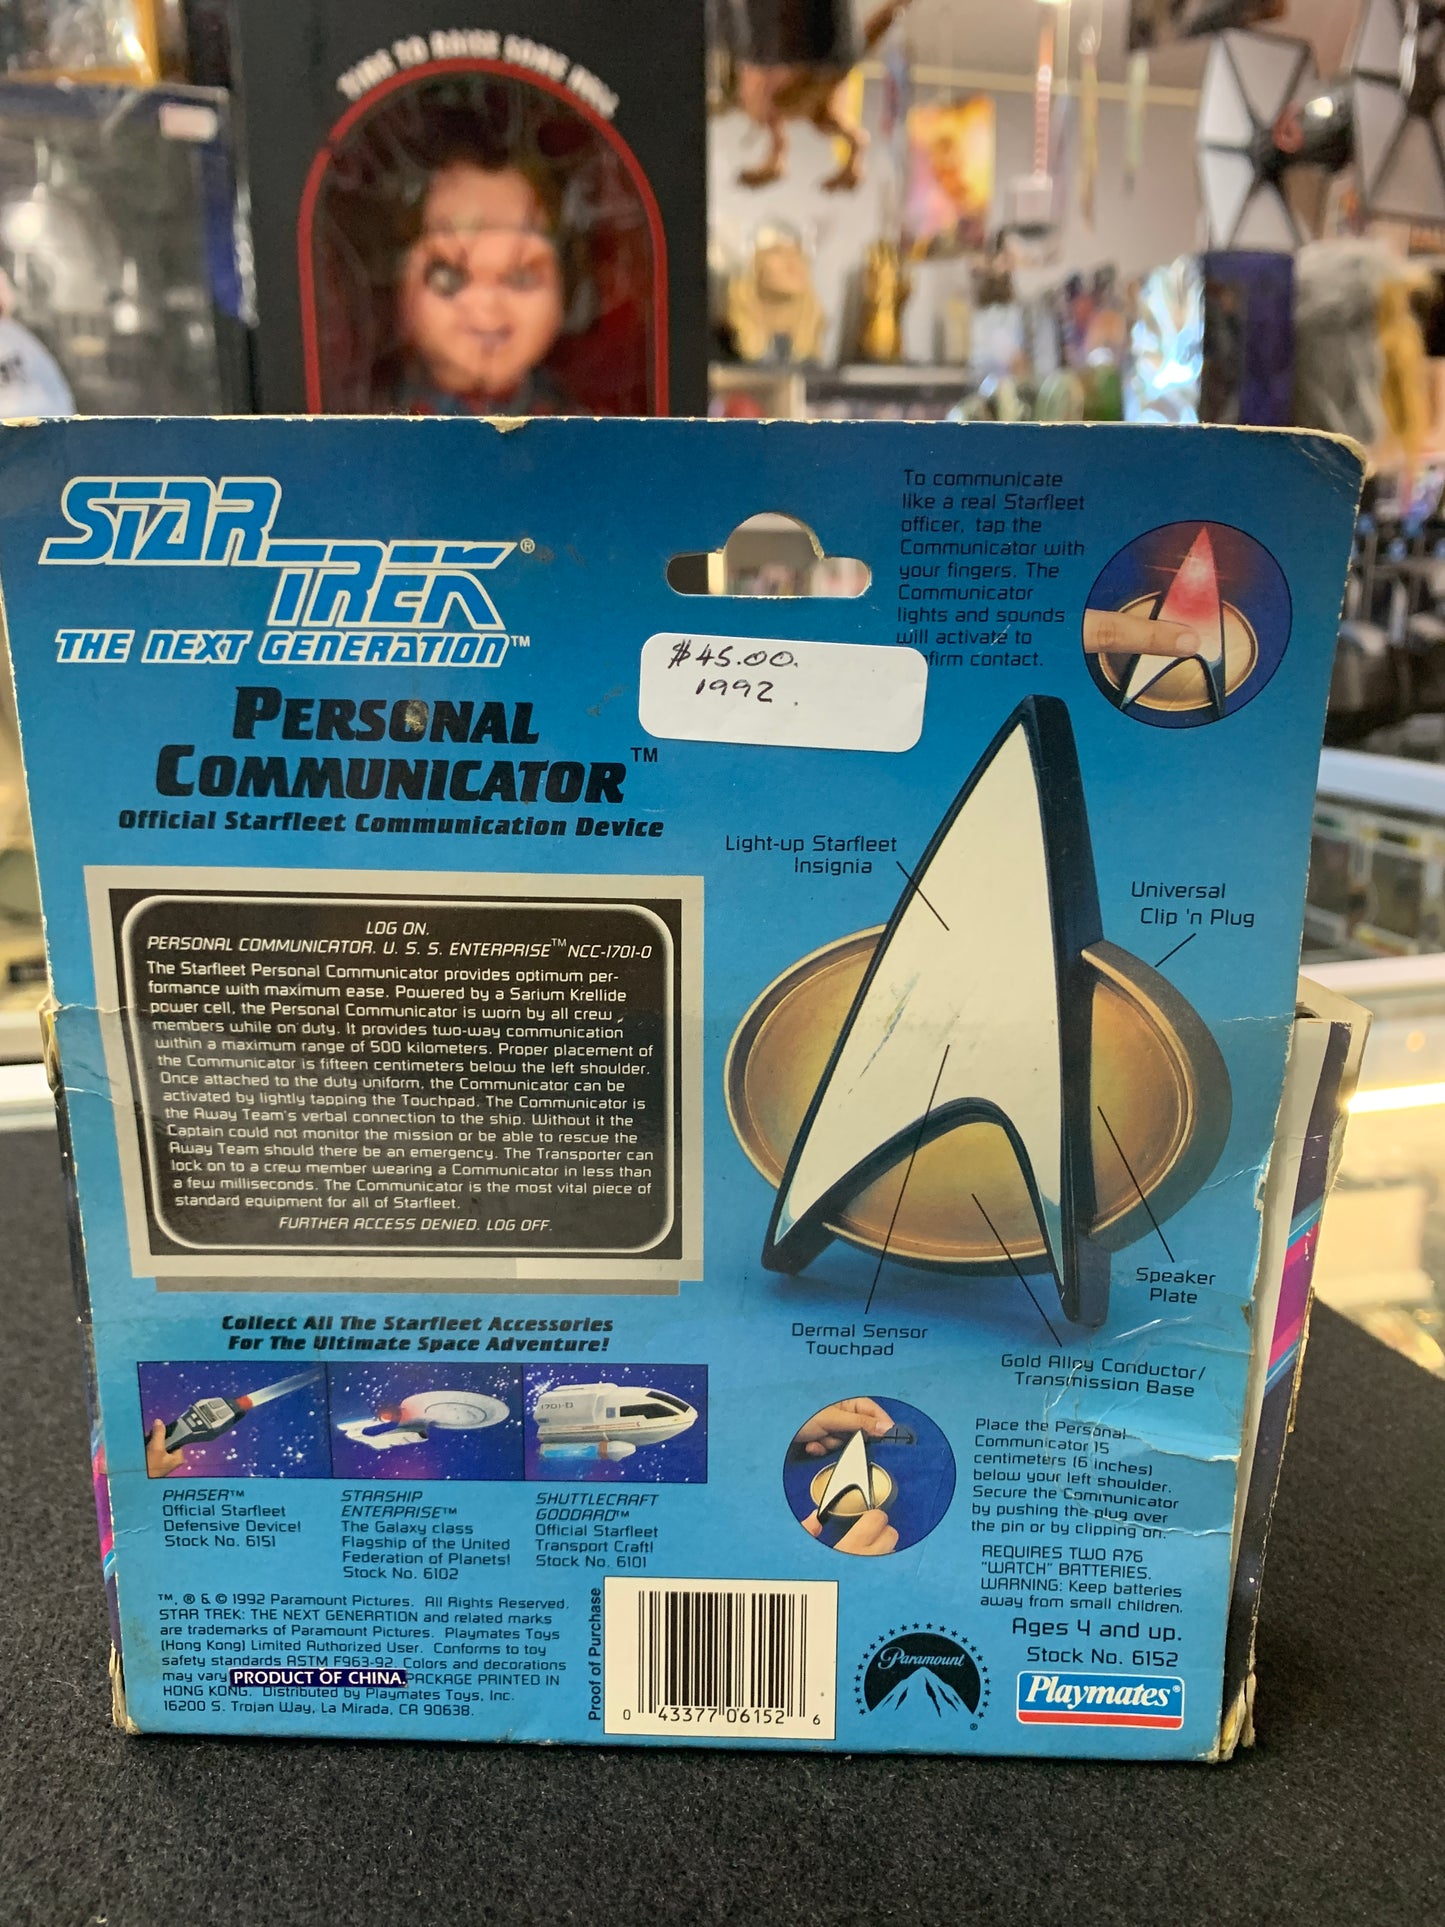 TIME TO RAISE SOME HELL
STAR
TREK®
THE NEXT GENERATION™
PERSONAL
COMMUNICATOR™
Official Starfleet Communication Device
$45.00.
1992.
To communicate
like a real Starfleet
officer, tap the
Communicator with
your fingers. The
Communicator
lights and sounds
will activate to
firm contact.
Light-up Starfleet
Insignia
Universal
Clip 'n Plug
Speaker
Plate
Dermal Sensor
Touchpad
Gold Alloy Conductor/
Transmission Base
LOG ON.
PERSONAL COMMUNICATOR. U. S. S. ENTERPRISE™ NCC-1701-D
The Starfleet Personal Communicator provides optimum per-
formance with maximum ease. Powered by a Sarium Krellide
power cell, the Personal Communicator is worn by all crew
members while on duty. It provides two-way communication
within a maximum range of 500 kilometers. Proper placement of
the Communicator is fifteen centimeters below the left shoulder.
Once attached to the duty uniform, the Communicator can be
activated by lightly tapping the Touchpad. The Communicator is
the Away Team's verbal connection to the ship. Without it the
Captain could not monitor the mission or be able to rescue the
Away Team should there be an emergency. The Transporter can
lock on to a crew member wearing a Communicator in less than
a few milliseconds. The Communicator is the most vital piece of
standard equipment for all of Starfleet.
FURTHER ACCESS DENIED. LOG OFF.
Collect All The Starfleet Accessories
For The Ultimate Space Adventure!
1701-D
PHASER™
Official Starfleet
Defensive Device!
Stock No. 6151
STARSHIP
ENTERPRISE™
The Galaxy class
Flagship of the United
Federation of Planets!
Stock No. 6102
SHUTTLECRAFT
GODDARD™
Official Starfleet
Transport Craft!
Stock No. 6101
Place the Personal
Communicator 15
centimeters (6 inches)
below your left shoulder.
Secure the Communicator
by pushing the plug over
the pin or by clipping on.
REQUIRES TWO A76
"WATCH" BATTERIES.
WARNING: Keep batteries
away from small children.
Ages 4 and up.
Stock No. 6152
Playmates®
Paramount
®
™, ® & © 1992 Paramount Pictures. All Rights Reserved.
STAR TREK: THE NEXT GENERATION and related marks
are trademarks of Paramount Pictures. Playmates Toys
(Hong Kong) Limited Authorized User. Conforms to toy
safety standards ASTM F963-92. Colors and decorations
may vary PRODUCT OF CHINA. PACKAGE PRINTED IN
HONG KONG. Distributed by Playmates Toys, Inc.
16200 S. Trojan Way, La Mirada, CA 90638.
Proof of Purchase
0 43377 06152 6